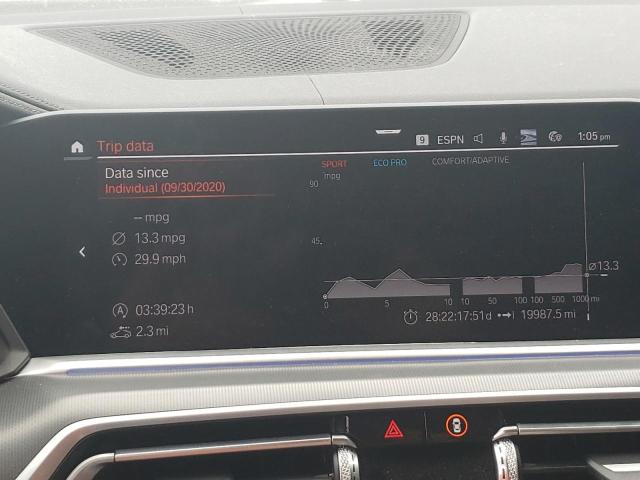 Trip data
9 ESPN 1:05 pm
Data since
Individual (09/30/2020)
-- mpg
Ø 13.3 mpg
29.9 mph
A 03:39:23 h
2.3 mi
SPORT ECO PRO COMFORT/ADAPTIVE
mpg
90
45
Ø13.3
0
0 5 10 10 50 100 100 500 1000 mi
28:22:17:51d 19987.5 mi